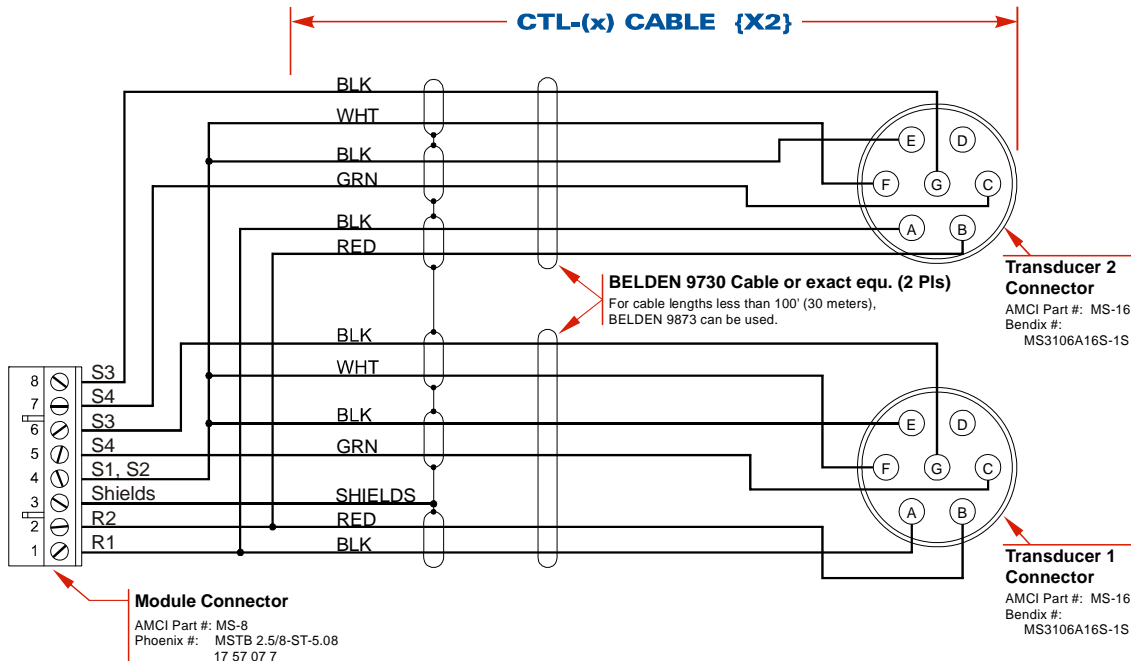 CTL-(x) CABLE {X2}
BLK
WHT
BLK
GRN
BLK
RED
E
D
F
G
C
A
B
Transducer 2
Connector
AMCI Part #: MS-16
Bendix #:
MS3106A16S-1S
BELDEN 9730 Cable or exact equ. (2 Pls)
For cable lengths less than 100' (30 meters),
BELDEN 9873 can be used.
BLK
WHT
BLK
GRN
SHIELDS
RED
BLK
8 S3
7 S4
6 S3
5 S4
4 S1, S2
3 Shields
2 R2
1 R1
E
D
F
G
C
A
B
Transducer 1
Connector
AMCI Part #: MS-16
Bendix #:
MS3106A16S-1S
Module Connector
AMCI Part #: MS-8
Phoenix #: MSTB 2.5/8-ST-5.08
17 57 07 7